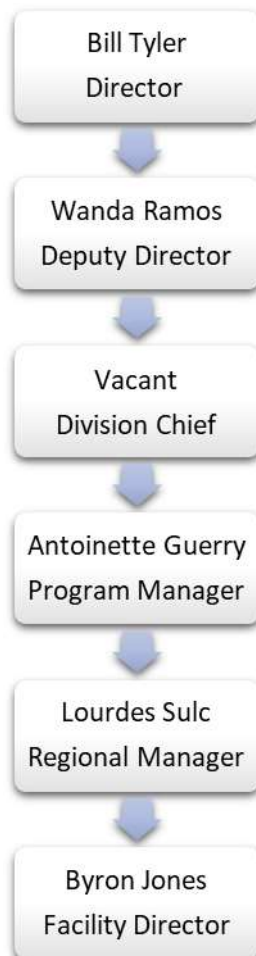 Bill Tyler
Director
Wanda Ramos
Deputy Director
Vacant
Division Chief
Antoinette Guerry
Program Manager
Lourdes Sulc
Regional Manager
Byron Jones
Facility Director